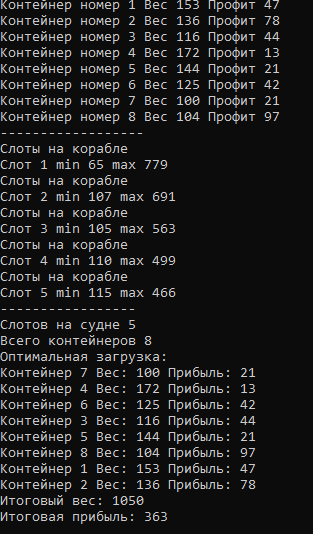 Контейнер номер 1 Вес 153 Профит 47
Контейнер номер 2 Вес 136 Профит 78
Контейнер номер 3 Вес 116 Профит 44
Контейнер номер 4 Вес 172 Профит 13
Контейнер номер 5 Вес 144 Профит 21
Контейнер номер 6 Вес 125 Профит 42
Контейнер номер 7 Вес 100 Профит 21
Контейнер номер 8 Вес 104 Профит 97
------------------
Слоты на корабле
Слот 1 min 65 max 779
Слоты на корабле
Слот 2 min 107 max 691
Слоты на корабле
Слот 3 min 105 max 563
Слоты на корабле
Слот 4 min 110 max 499
Слоты на корабле
Слот 5 min 115 max 466
-----------------
Слотов на судне 5
Всего контейнеров 8
Оптимальная загрузка:
Контейнер 7 Вес: 100 Прибыль: 21
Контейнер 4 Вес: 172 Прибыль: 13
Контейнер 6 Вес: 125 Прибыль: 42
Контейнер 3 Вес: 116 Прибыль: 44
Контейнер 5 Вес: 144 Прибыль: 21
Контейнер 8 Вес: 104 Прибыль: 97
Контейнер 1 Вес: 153 Прибыль: 47
Контейнер 2 Вес: 136 Прибыль: 78
Итоговый вес: 1050
Итоговая прибыль: 363